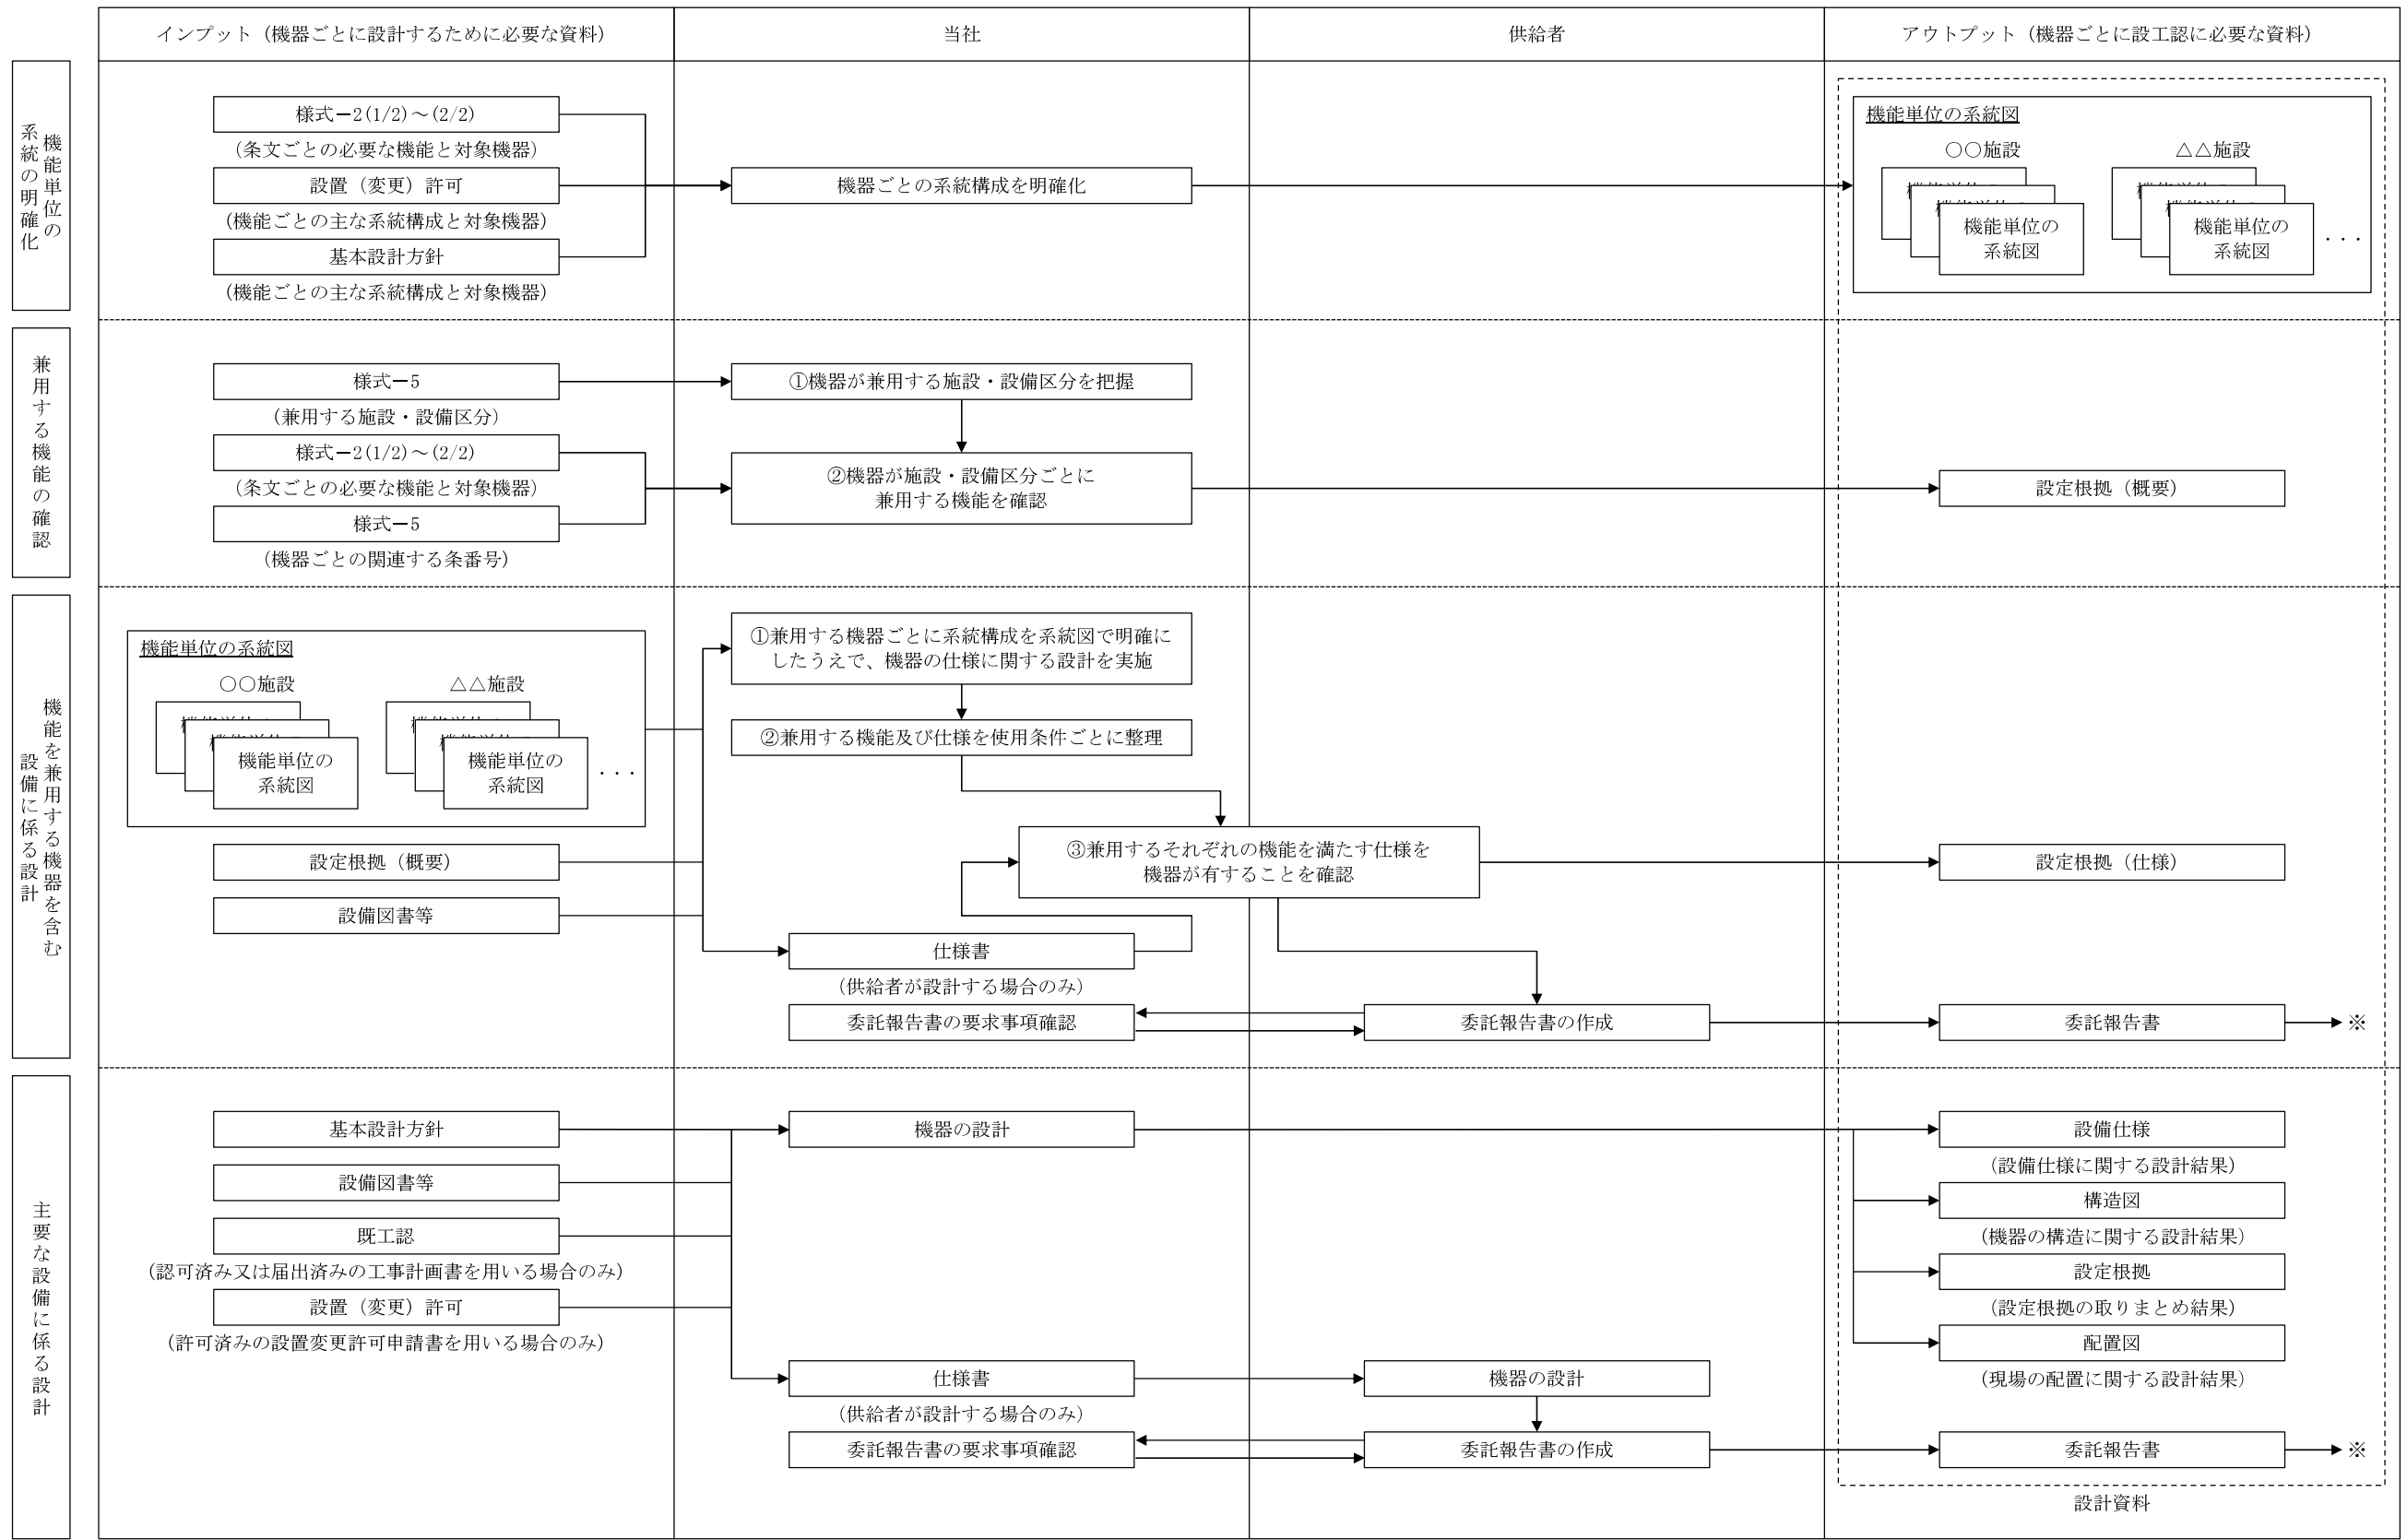 インプット（機器ごとに設計するために必要な資料）
当社
供給者
アウトプット（機器ごとに設工認に必要な資料）
機能単位の
系統の明確化
様式－2(1/2)～(2/2)
（条文ごとの必要な機能と対象機器）
設置（変更）許可
（機能ごとの主な系統構成と対象機器）
基本設計方針
（機能ごとの主な系統構成と対象機器）
機器ごとの系統構成を明確化
機能単位の系統図
○○施設
機能単位の
系統図
△△施設
機能単位の
系統図
・・・
兼用する機能の確認
様式－5
（兼用する施設・設備区分）
様式－2(1/2)～(2/2)
（条文ごとの必要な機能と対象機器）
様式－5
（機器ごとの関連する条番号）
①機器が兼用する施設・設備区分を把握
②機器が施設・設備区分ごとに
兼用する機能を確認
設定根拠（概要）
機能を兼用する機器を含む
設備に係る設計
機能単位の系統図
○○施設
機能単位の
系統図
△△施設
機能単位の
系統図
・・・
設定根拠（概要）
設備図書等
①兼用する機器ごとに系統構成を系統図で明確に
したうえで、機器の仕様に関する設計を実施
②兼用する機能及び仕様を使用条件ごとに整理
③兼用するそれぞれの機能を満たす仕様を
機器が有することを確認
設定根拠（仕様）
仕様書
（供給者が設計する場合のみ）
委託報告書の要求事項確認
委託報告書の作成
委託報告書
※
主要な設備に係る設計
基本設計方針
設備図書等
既工認
（認可済み又は届出済みの工事計画書を用いる場合のみ）
設置（変更）許可
（許可済みの設置変更許可申請書を用いる場合のみ）
機器の設計
設備仕様
（設備仕様に関する設計結果）
構造図
（機器の構造に関する設計結果）
設定根拠
（設定根拠の取りまとめ結果）
配置図
（現場の配置に関する設計結果）
仕様書
（供給者が設計する場合のみ）
機器の設計
委託報告書の要求事項確認
委託報告書の作成
委託報告書
※
設計資料